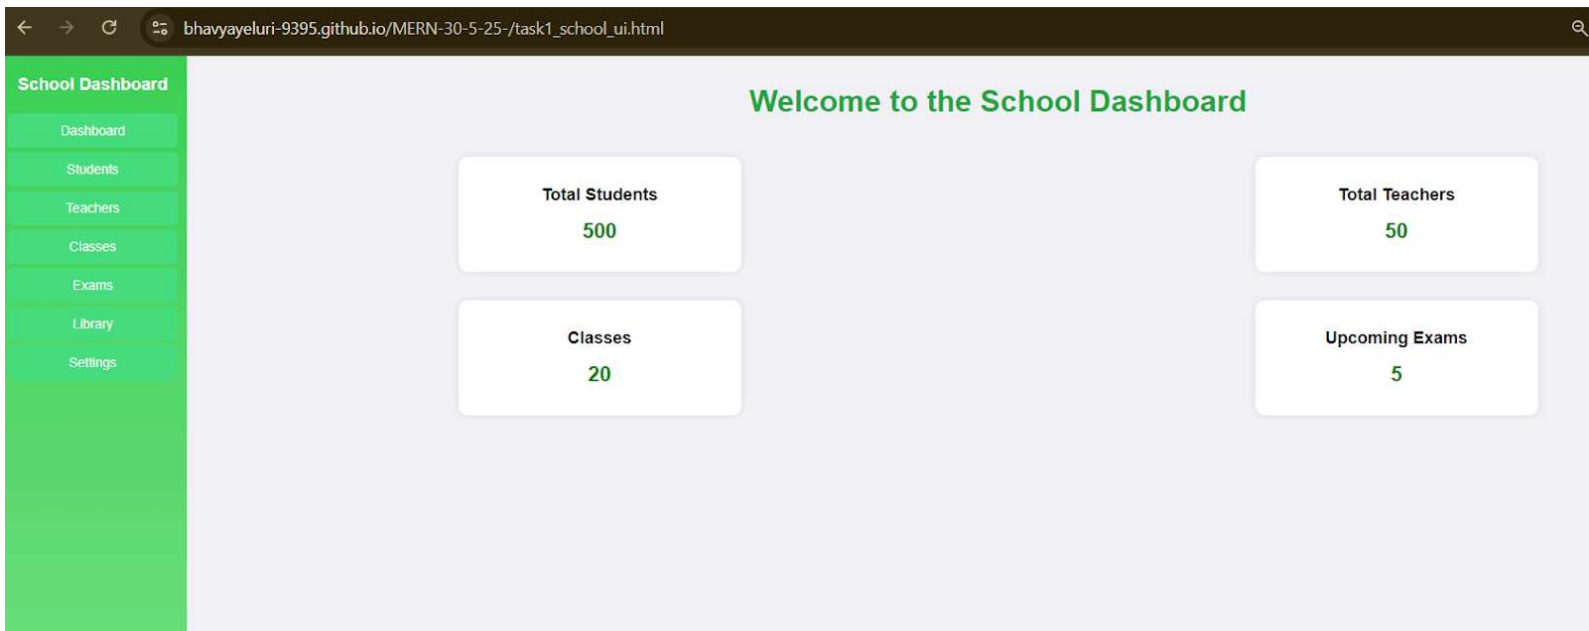 bhavyayeluri-9395.github.io/MERN-30-5-25-/task1_school_ui.html
School Dashboard
Dashboard
Students
Teachers
Classes
Exams
Library
Settings
Welcome to the School Dashboard
Total Students
500
Total Teachers
50
Classes
20
Upcoming Exams
5